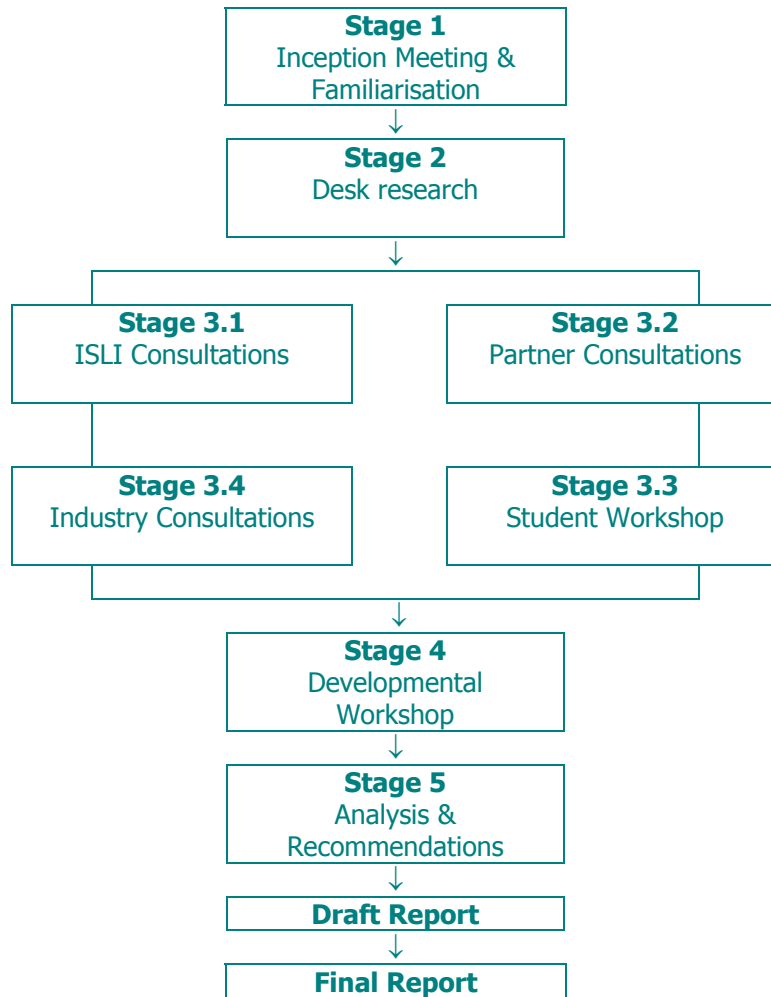 Stage 1
Inception Meeting &
Familiarisation
↓
Stage 2
Desk research
↓
Stage 3.1
ISLI Consultations
Stage 3.2
Partner Consultations
Stage 3.4
Industry Consultations
Stage 3.3
Student Workshop
↓
Stage 4
Developmental
Workshop
↓
Stage 5
Analysis &
Recommendations
↓
Draft Report
↓
Final Report